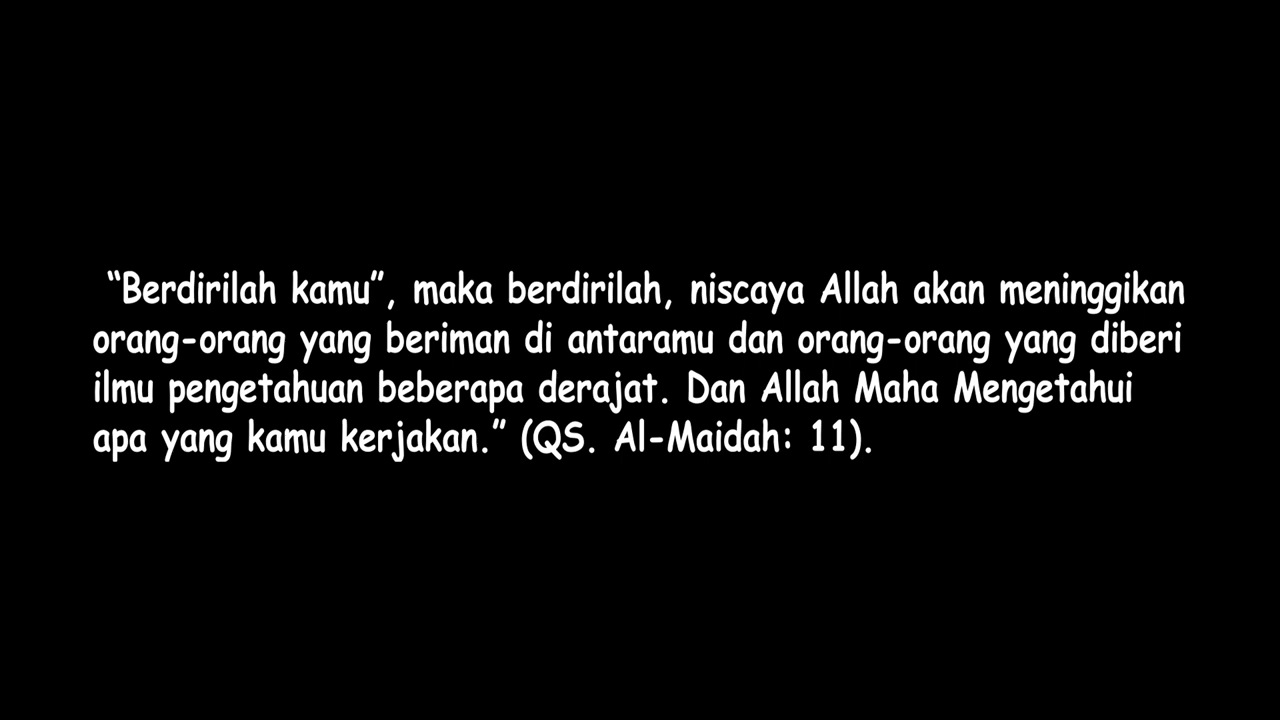 “Berdirilah kamu”, maka berdirilah, niscaya Allah akan meninggikan
orang-orang yang beriman di antaramu dan orang-orang yang diberi
ilmu pengetahuan beberapa derajat. Dan Allah Maha Mengetahui
apa yang kamu kerjakan.” (QS. Al-Maidah: 11).